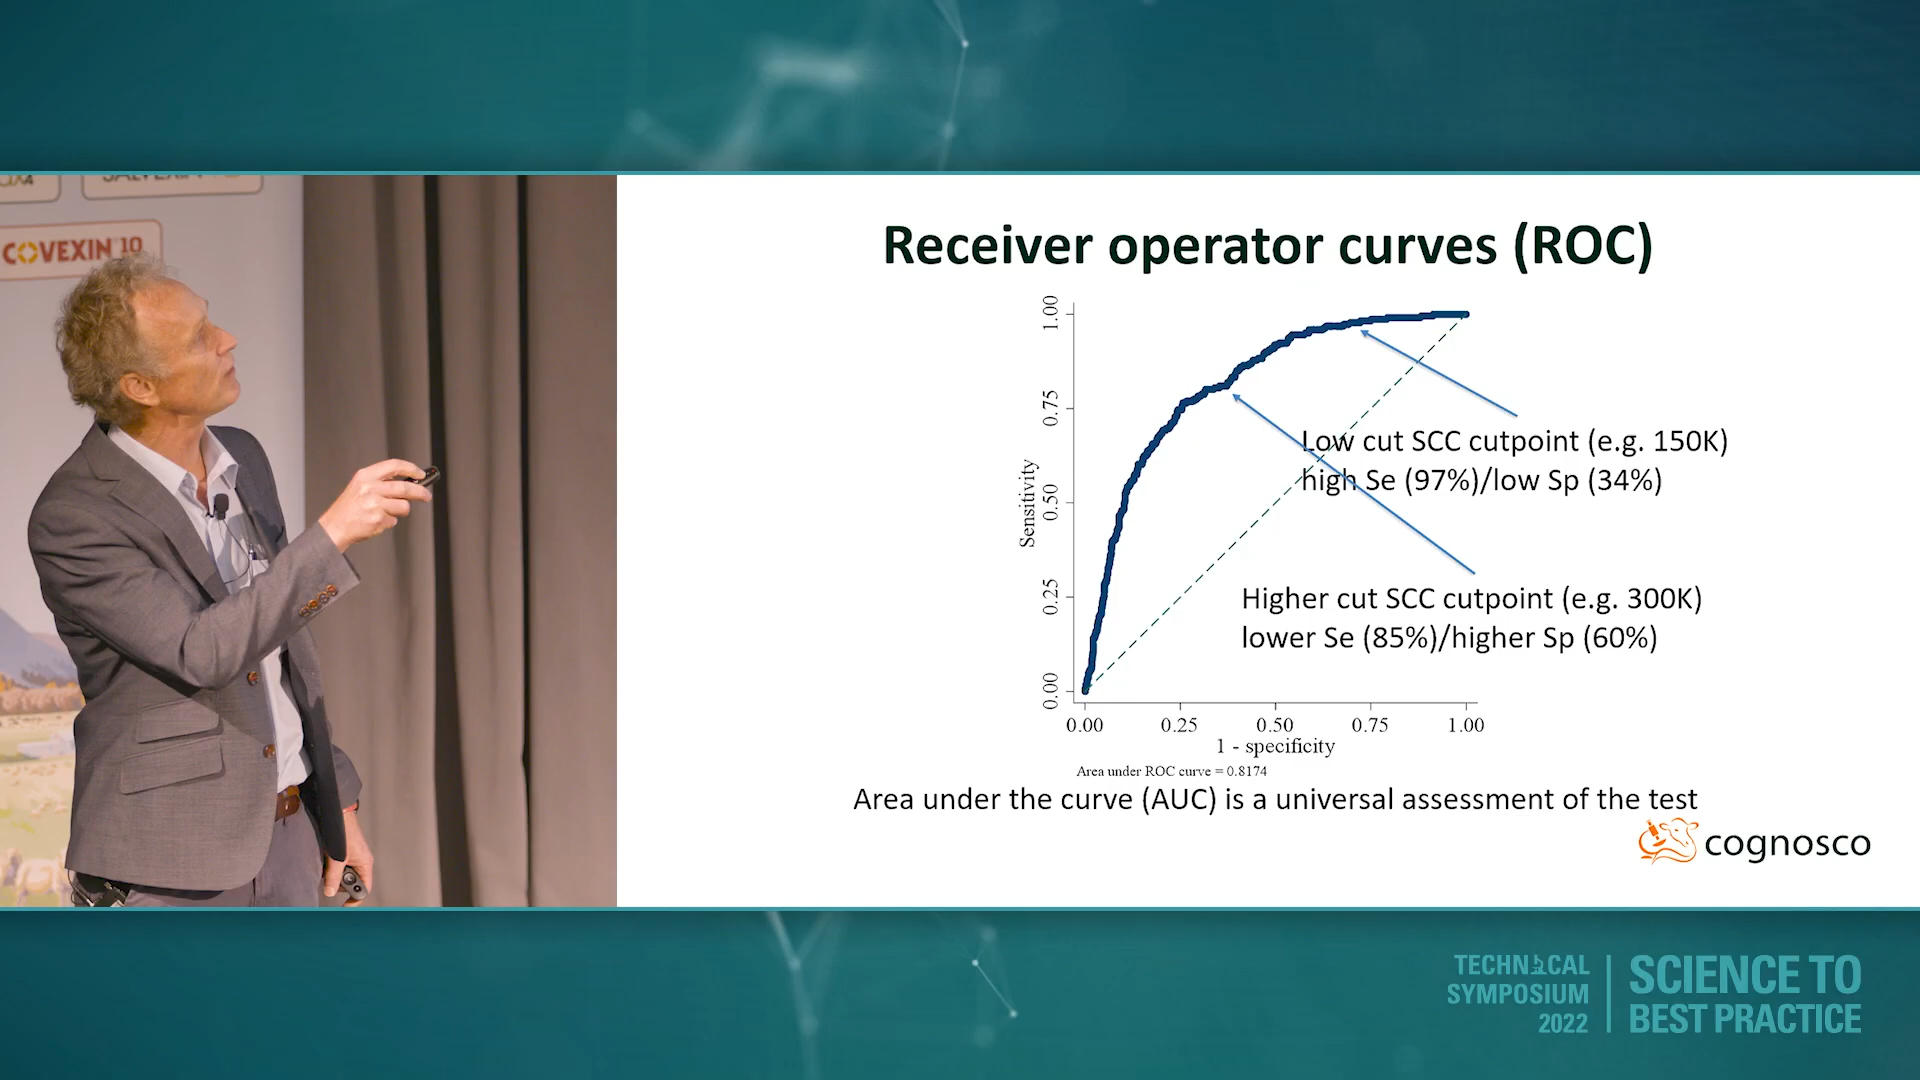 COVEXIN 10
Receiver operator curves (ROC)
1.00
0.75
0.50
0.25
0.00
Sensitivity
Low cut SCC cutpoint (e.g. 150K)
high Se (97%)/low Sp (34%)
Higher cut SCC cutpoint (e.g. 300K)
lower Se (85%)/higher Sp (60%)
0.00 0.25 0.50 0.75 1.00
1 - specificity
Area under ROC curve = 0.8174
Area under the curve (AUC) is a universal assessment of the test
cognosco
TECHNICAL
SYMPOSIUM
2022
SCIENCE TO
BEST PRACTICE